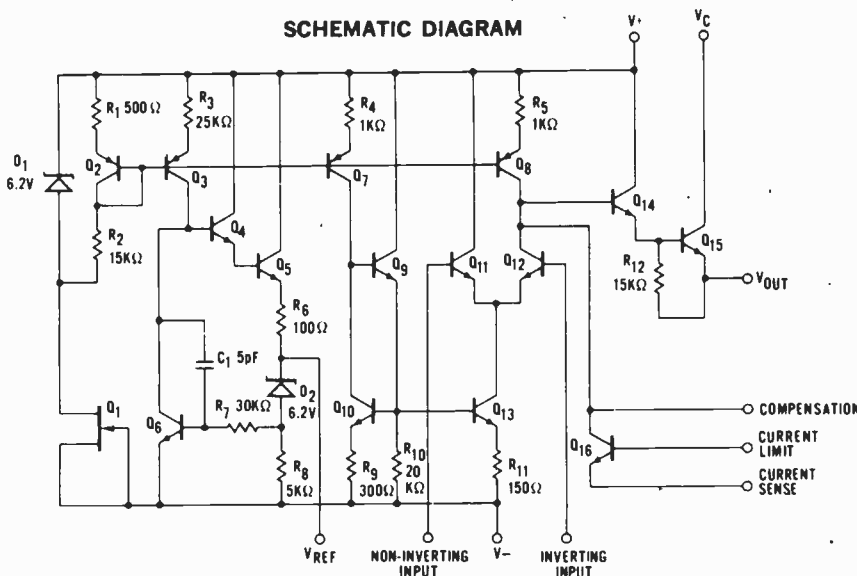 SCHEMATIC DIAGRAM
V+
VC
R1 500Ω
R3
25KΩ
R4
1KΩ
R5
1KΩ
D1
6.2V
Q2
Q3
Q7
Q8
Q4
Q14
R2
15KΩ
Q5
Q9
Q11
Q12
Q15
R12
15KΩ
VOUT
R6
100Ω
C1 5pF
D2
6.2V
R7 30KΩ
Q1
Q6
Q10
Q13
COMPENSATION
Q16
CURRENT
LIMIT
R8
5KΩ
R9
300Ω
R10
20
KΩ
R11
150Ω
CURRENT
SENSE
VREF
NON-INVERTING
INPUT
V-
INVERTING
INPUT